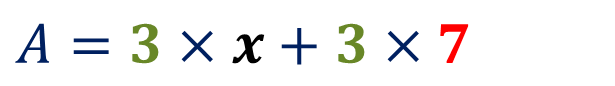 A = 3 × x + 3 × 7